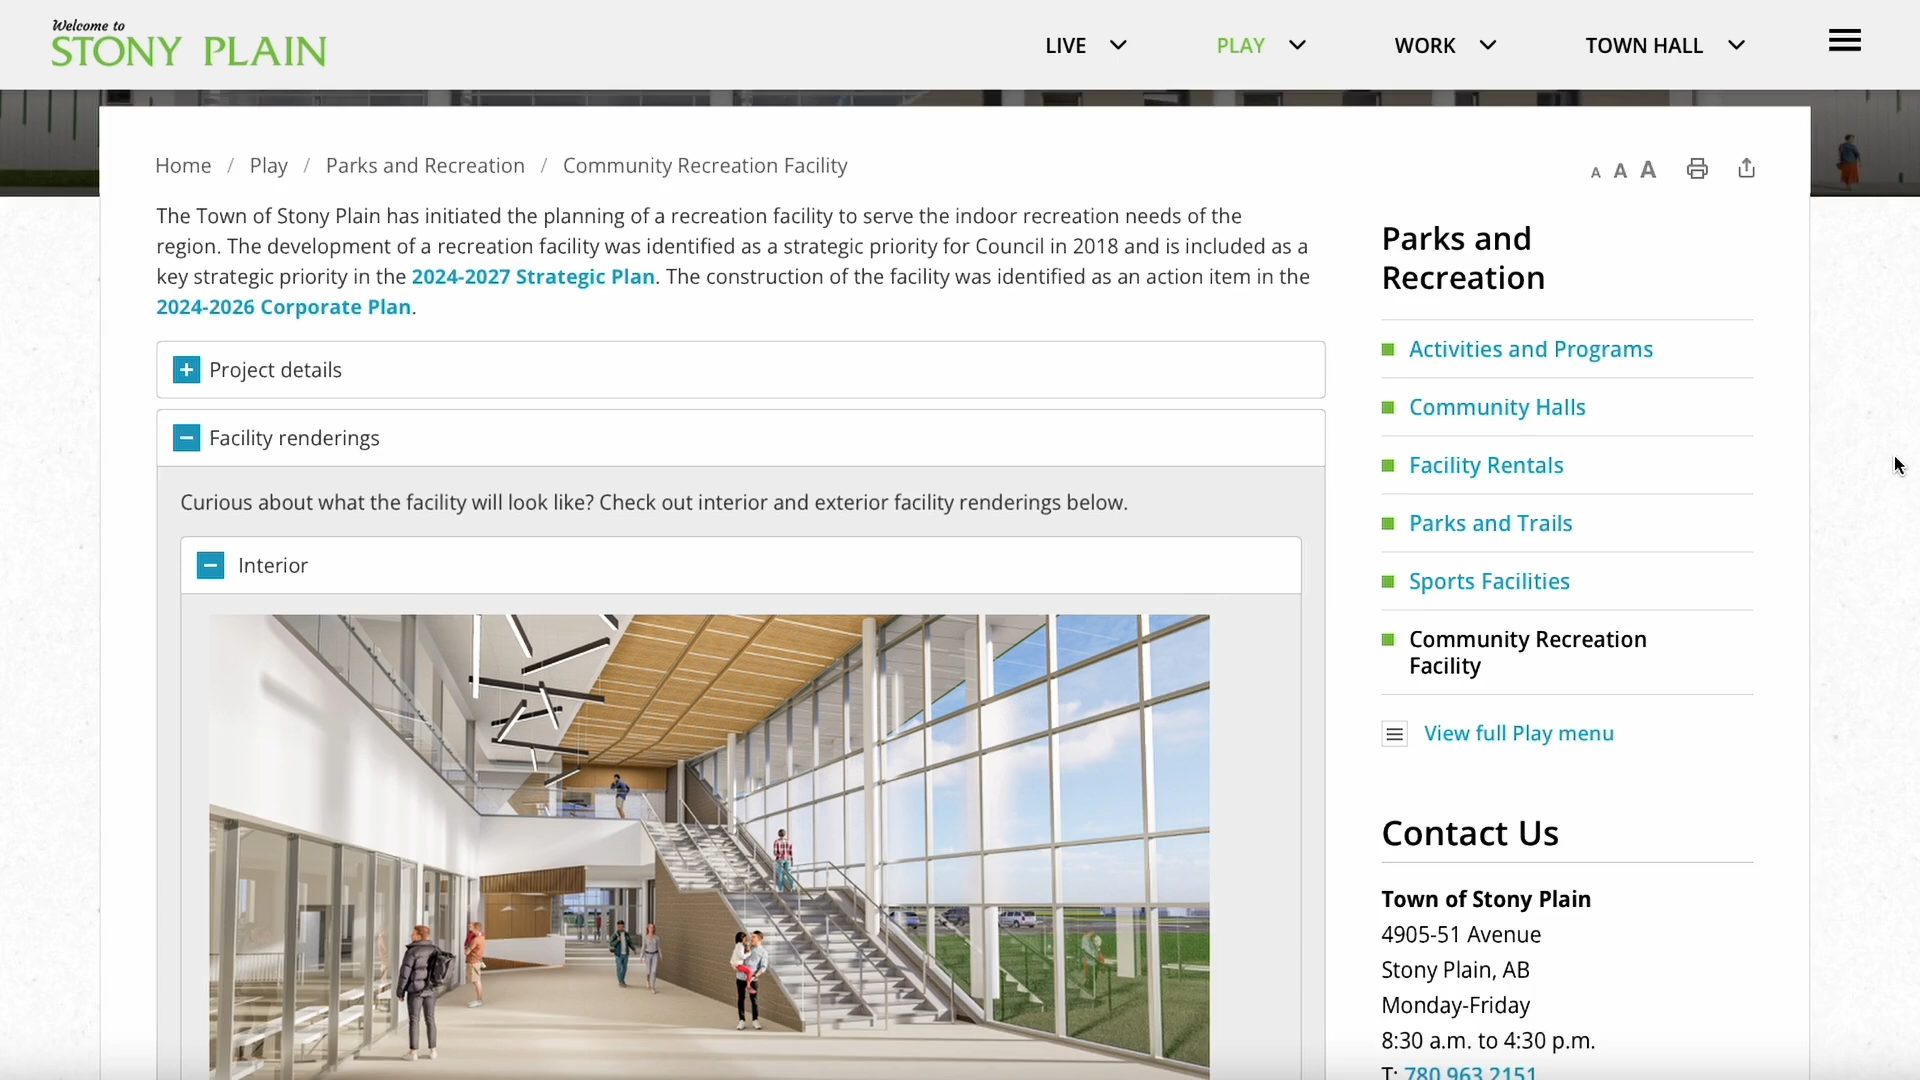 Welcome to
STONY PLAIN
LIVE
PLAY
WORK
TOWN HALL
Home / Play / Parks and Recreation / Community Recreation Facility
A A A
The Town of Stony Plain has initiated the planning of a recreation facility to serve the indoor recreation needs of the
region. The development of a recreation facility was identified as a strategic priority for Council in 2018 and is included as a
key strategic priority in the 2024-2027 Strategic Plan. The construction of the facility was identified as an action item in the
2024-2026 Corporate Plan.
Project details
Facility renderings
Curious about what the facility will look like? Check out interior and exterior facility renderings below.
Interior
Parks and
Recreation
Activities and Programs
Community Halls
Facility Rentals
Parks and Trails
Sports Facilities
Community Recreation
Facility
View full Play menu
Contact Us
Town of Stony Plain
4905-51 Avenue
Stony Plain, AB
Monday-Friday
8:30 a.m. to 4:30 p.m.
T: 780 963 2151